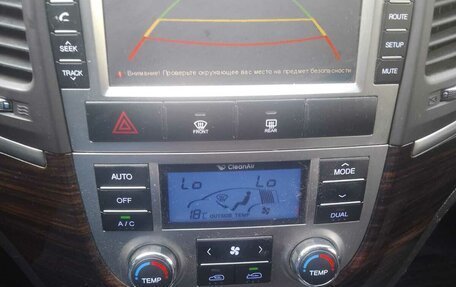 SEEK
TRACK
ROUTE
SETUP
MUTE
! Внимание! Проверьте окружающее вас место на предмет безопасности
FRONT
REAR
CleanAir
AUTO
OFF
A/C
Lo
Lo
18°C OUTSIDE TEMP
MODE
DUAL
TEMP
TEMP